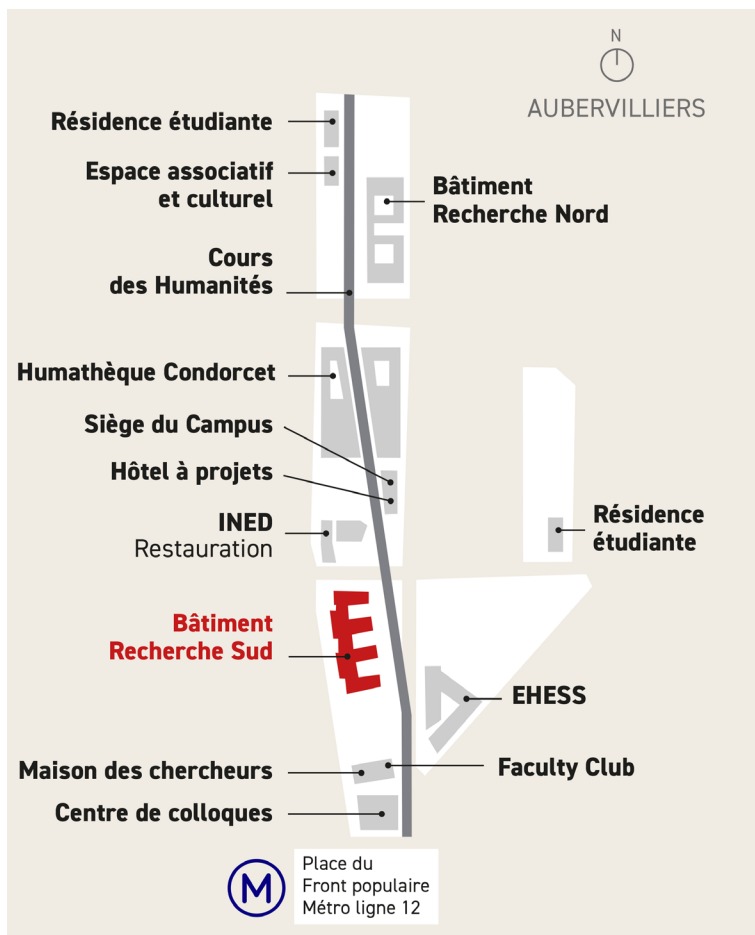 N
AUBERVILLIERS
Résidence étudiante
Espace associatif
et culturel
Bâtiment
Recherche Nord
Cours
des Humanités
Humathèque Condorcet
Siège du Campus
Hôtel à projets
INED
Restauration
Résidence
étudiante
Bâtiment
Recherche Sud
EHESS
Maison des chercheurs
Faculty Club
Centre de colloques
M
Place du
Front populaire
Métro ligne 12